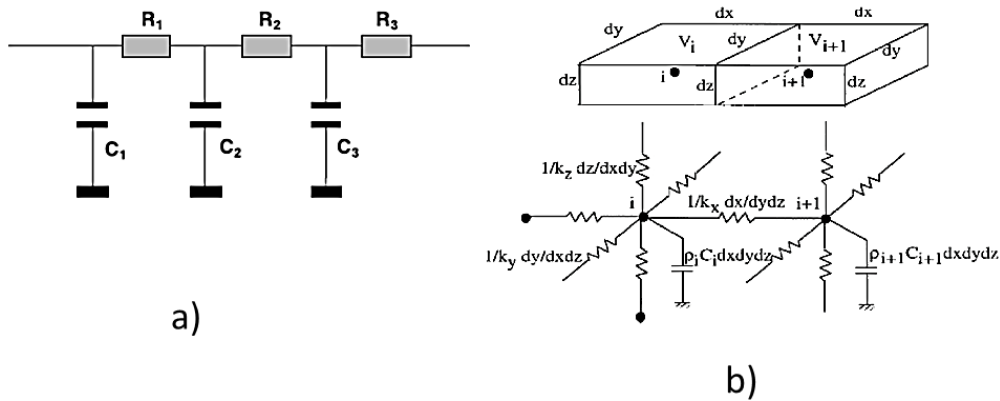 R1 R2 R3
C1 C2 C3
a)
dx dx
dy Vi dy Vi+1 dy
dz i dz i+1 dz
1/kz dz/dxdy
i 1/kx dx/dydz i+1
1/ky dy/dxdz ρiCidxdydz ρi+1Ci+1dxdydz
b)